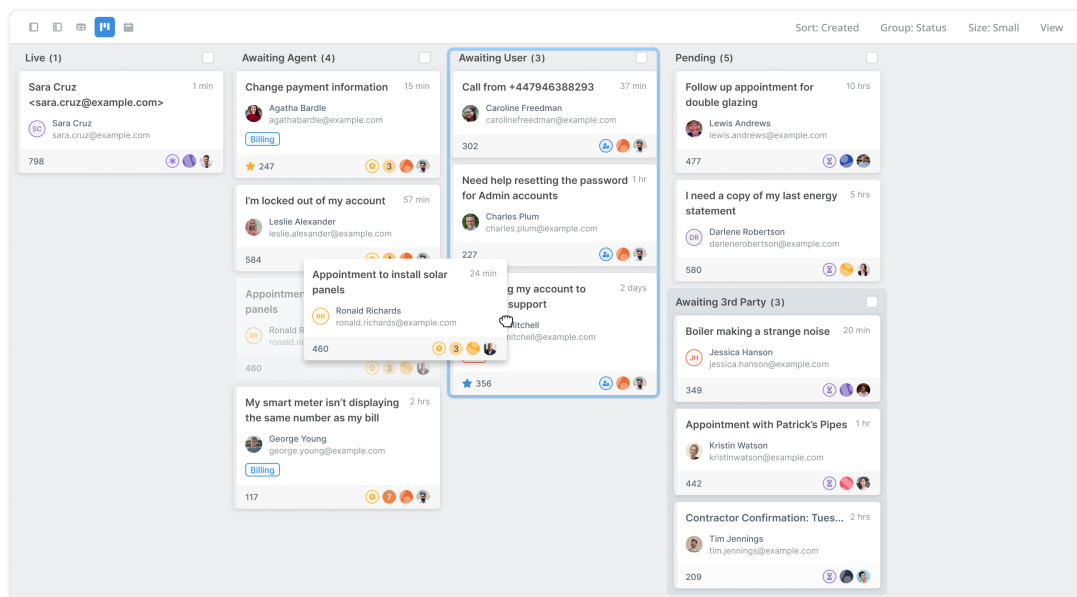 Sort: Created Group: Status Size: Small View
Live (1)
Sara Cruz 1 min
<sara.cruz@example.com>
SC
Sara Cruz
sara.cruz@example.com
798
Awaiting Agent (4)
Change payment information 15 min
Agatha Bardle
agathabardle@example.com
Billing
247 3
I'm locked out of my account 57 min
Leslie Alexander
leslie.alexander@example.com
584
Appointment
panels
RR
Ronald R
460 3
Appointment to install solar 24 min
panels
RR
Ronald Richards
ronald.richards@example.com
460 3
My smart meter isn't displaying 2 hrs
the same number as my bill
George Young
george.young@example.com
Billing
117 7
Awaiting User (3)
Call from +447946388293 37 min
Caroline Freedman
carolinefreedman@example.com
302
Need help resetting the password 1 hr
for Admin accounts
Charles Plum
charles.plum@example.com
227
g my account to 2 days
support
Mitchell
mitchell@example.com
356
Pending (5)
Follow up appointment for 10 hrs
double glazing
Lewis Andrews
lewis.andrews@example.com
477
I need a copy of my last energy 5 hrs
statement
DR
Darlene Robertson
darlenerobertson@example.com
580
Awaiting 3rd Party (3)
Boiler making a strange noise 20 min
JH
Jessica Hanson
jessica.hanson@example.com
349
Appointment with Patrick's Pipes 1 hr
Kristin Watson
kristinwatson@example.com
442
Contractor Confirmation: Tues... 2 hrs
Tim Jennings
tim.jennings@example.com
209